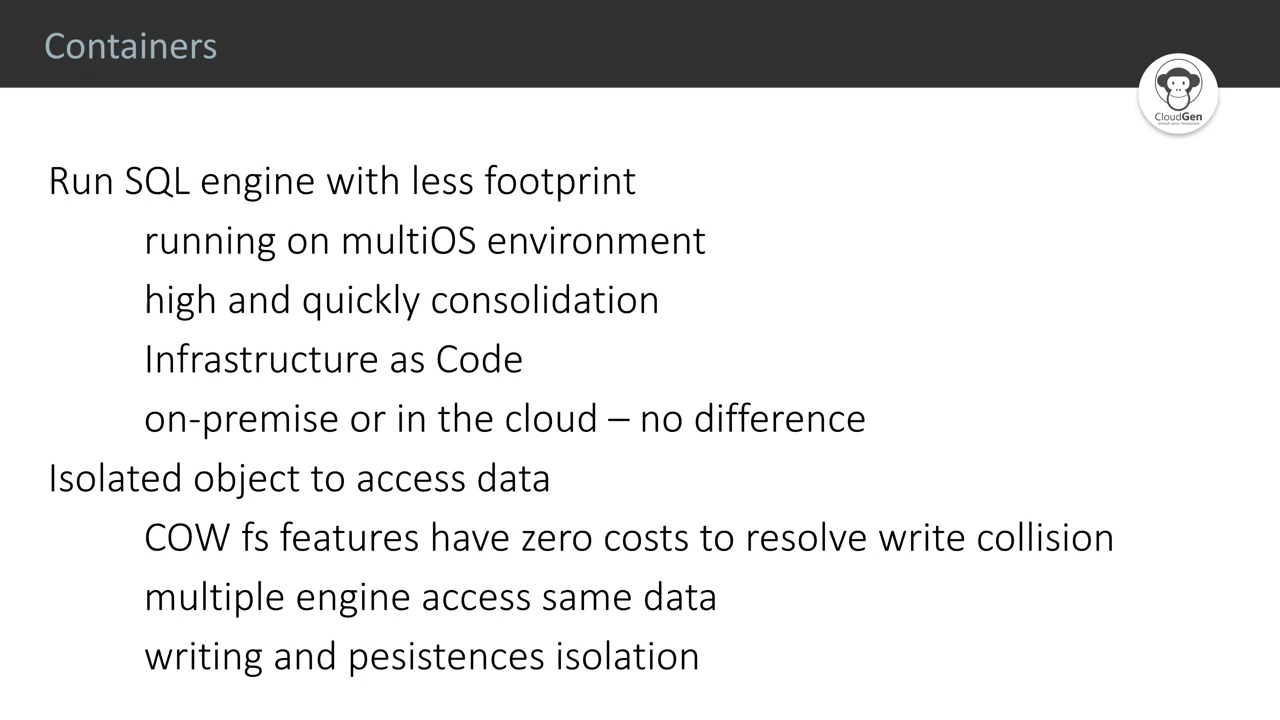 Containers
CloudGen
Run SQL engine with less footprint
running on multiOS environment
high and quickly consolidation
Infrastructure as Code
on-premise or in the cloud – no difference
Isolated object to access data
COW fs features have zero costs to resolve write collision
multiple engine access same data
writing and pesistences isolation